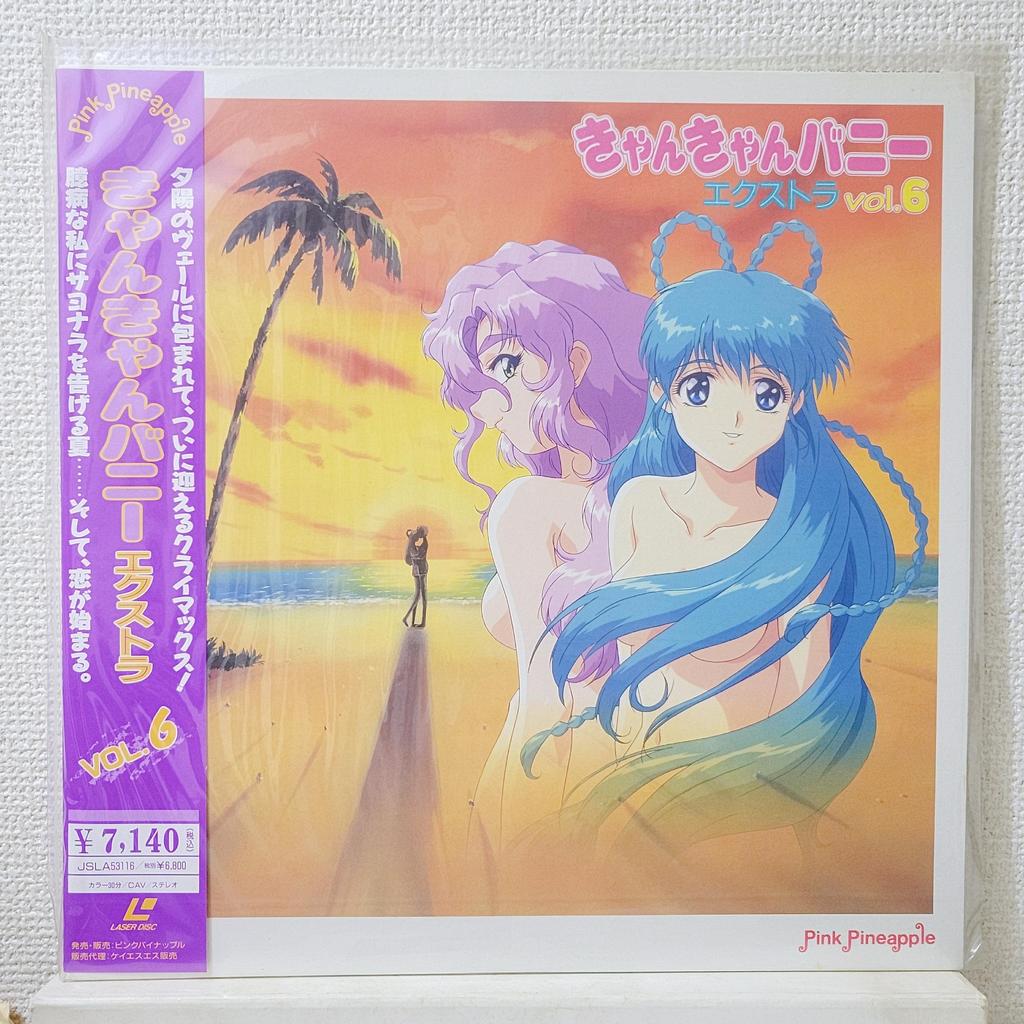 Pink Pineapple
夕陽のヴェールに包まれて、ついに迎えるクライマックス!
きゃんきゃんバニー エクストラ
臆病な私にサヨナラを告げる夏……そして、恋が始まる。
VOL.6
¥7,140(税込)
JSLA53116/税別¥6,800
カラー30分/CAV/ステレオ
LASER DISC
発売・販売:ピンクパイナップル
販売代理:ケイエスエス販売
きゃんきゃんバニー
エクストラ vol.6
Pink Pineapple